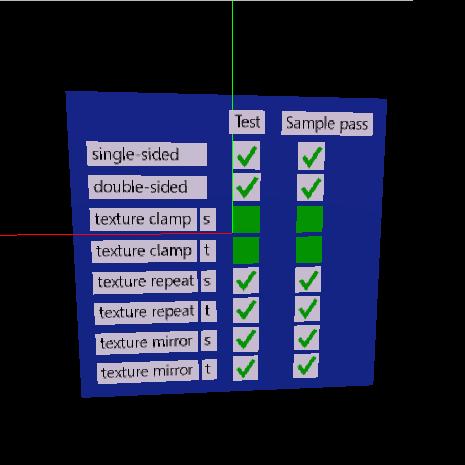 Test Sample pass
single-sided
double-sided
texture clamp s
texture clamp t
texture repeat s
texture repeat t
texture mirror s
texture mirror t